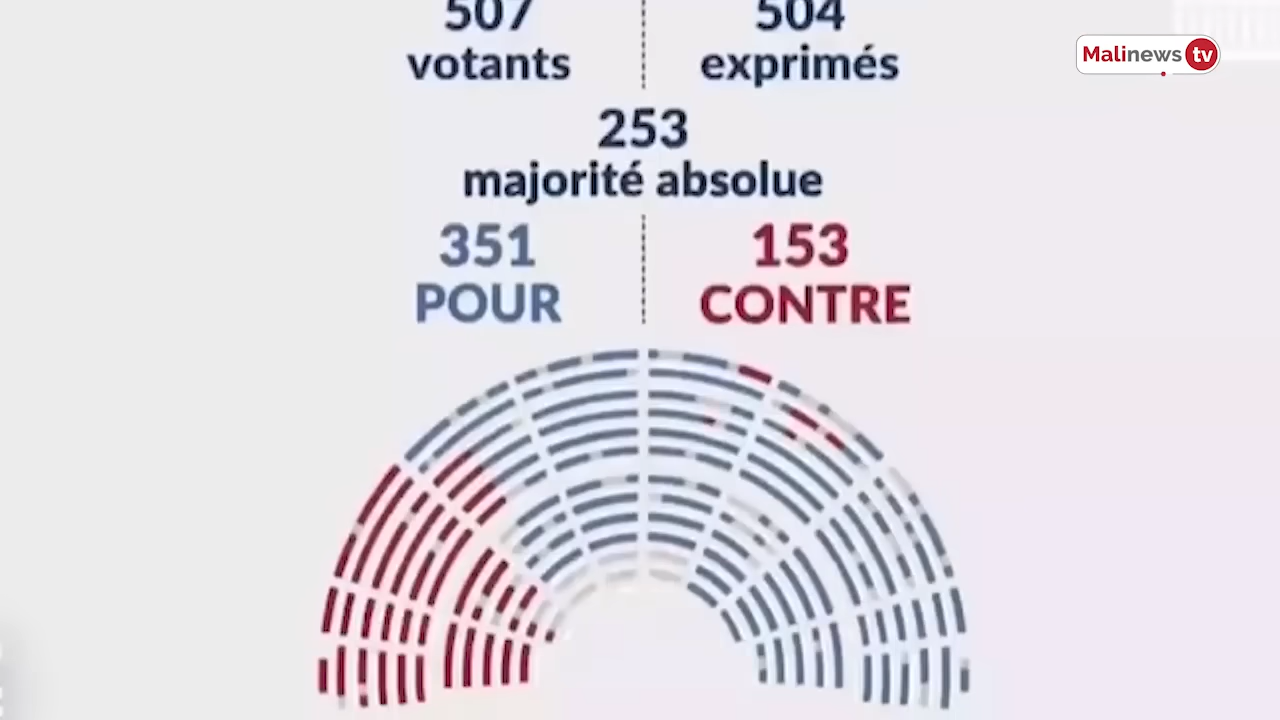 507
votants
504
exprimés
Malinews tv
253
majorité absolue
351
POUR
153
CONTRE